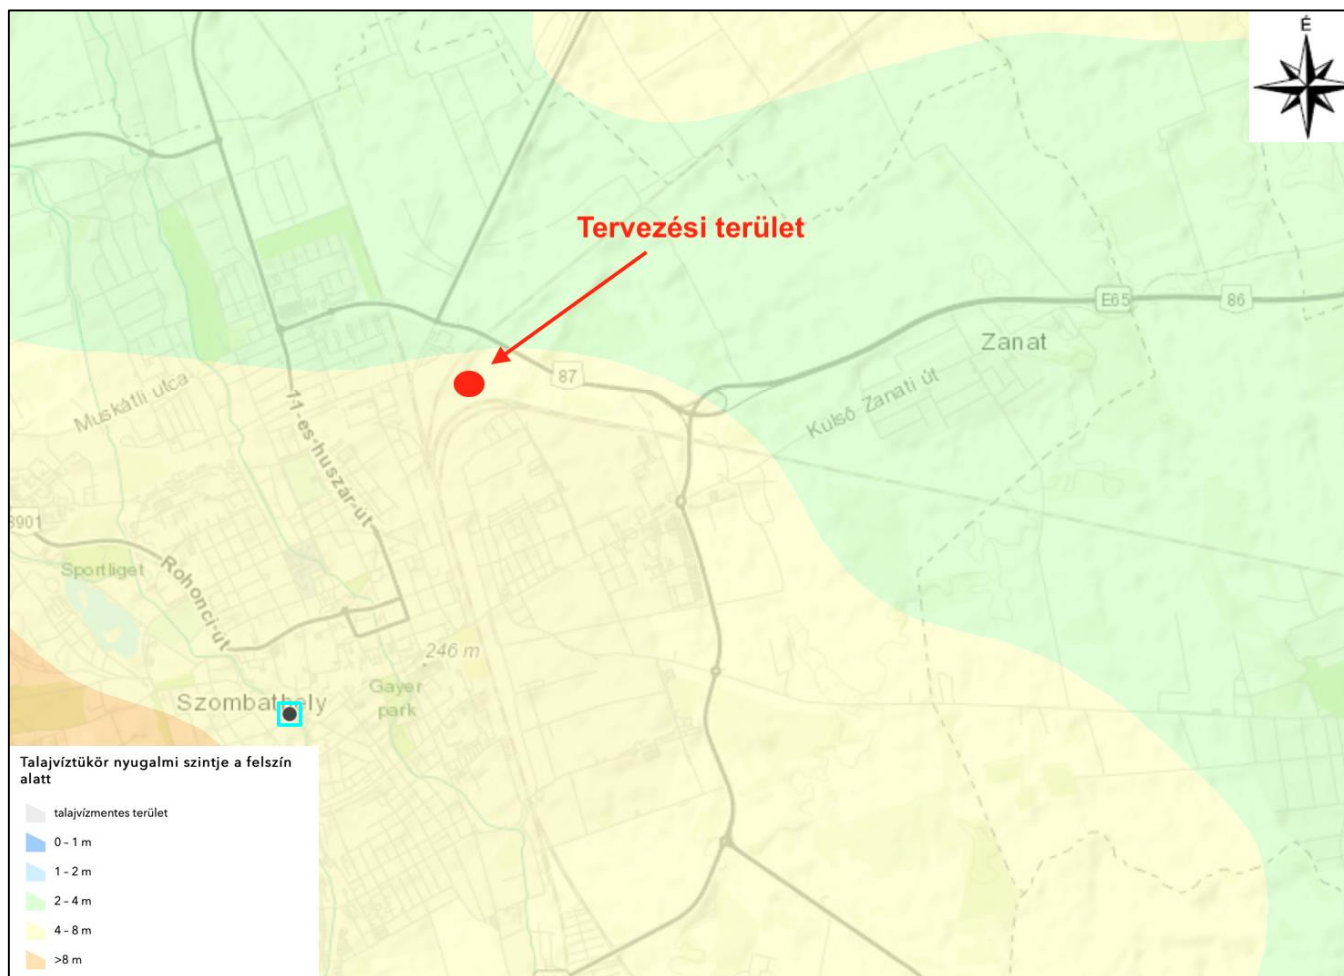 É
Tervezési terület
E65
86
Zanat
87
Külső Zanati út
Muskátli utca
11-es-huszár-út
8901
Sportliget
Rohonci-út
246 m
Gayer
park
Szombathely
Talajvíztükör nyugalmi szintje a felszín
alatt
talajvízmentes terület
0 – 1 m
1 – 2 m
2 – 4 m
4 – 8 m
>8 m